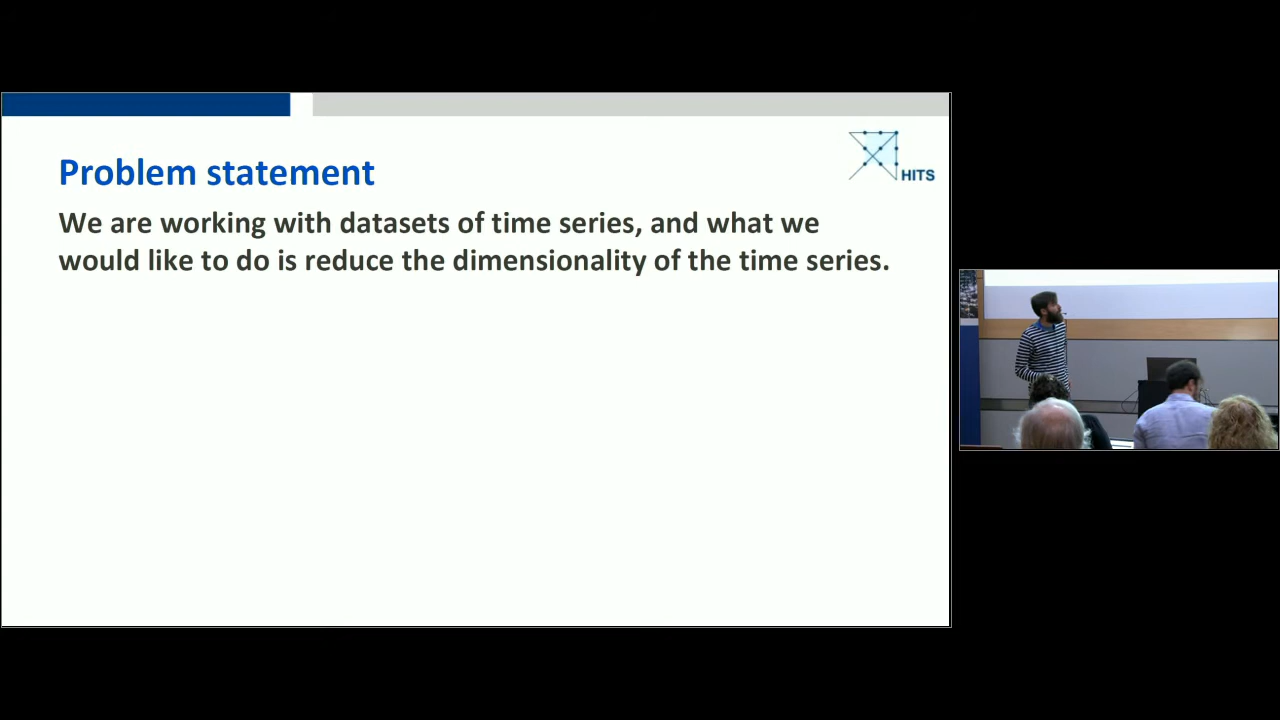 Problem statement
HITS
We are working with datasets of time series, and what we
would like to do is reduce the dimensionality of the time series.